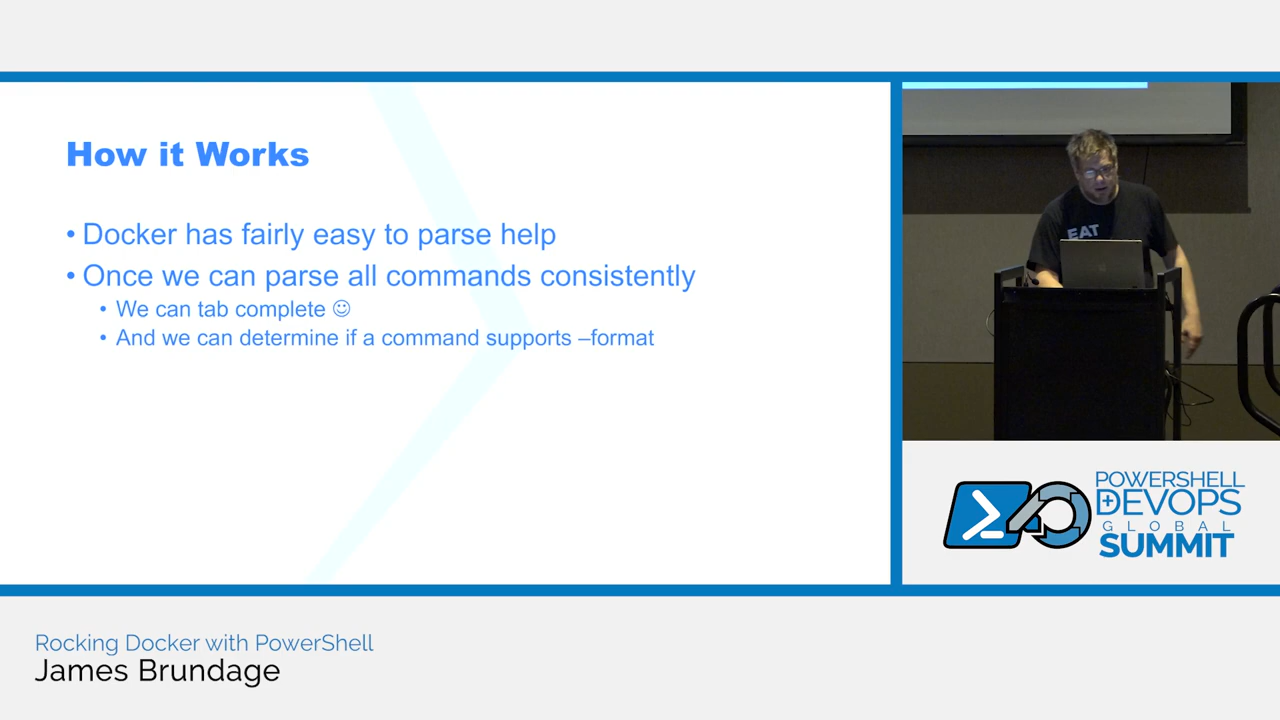 How it Works
• Docker has fairly easy to parse help
• Once we can parse all commands consistently
• We can tab complete ☺
• And we can determine if a command supports –format
EAT
POWERSHELL
+DEVOPS
GLOBAL
SUMMIT
Rocking Docker with PowerShell
James Brundage